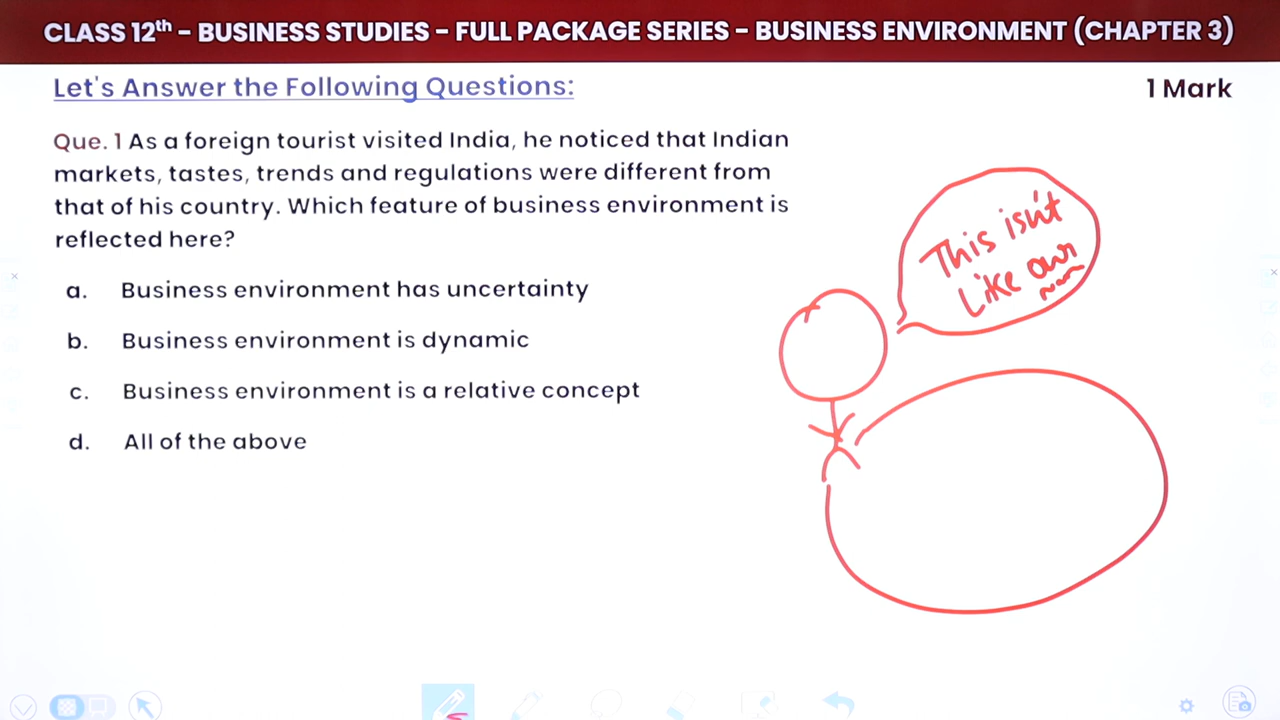 CLASS 12th – BUSINESS STUDIES – FULL PACKAGE SERIES – BUSINESS ENVIRONMENT (CHAPTER 3)
Let's Answer the Following Questions:
1 Mark
Que. 1 As a foreign tourist visited India, he noticed that Indian
markets, tastes, trends and regulations were different from
that of his country. Which feature of business environment is
reflected here?
a. Business environment has uncertainty
b. Business environment is dynamic
c. Business environment is a relative concept
d. All of the above
This isn't
Like our